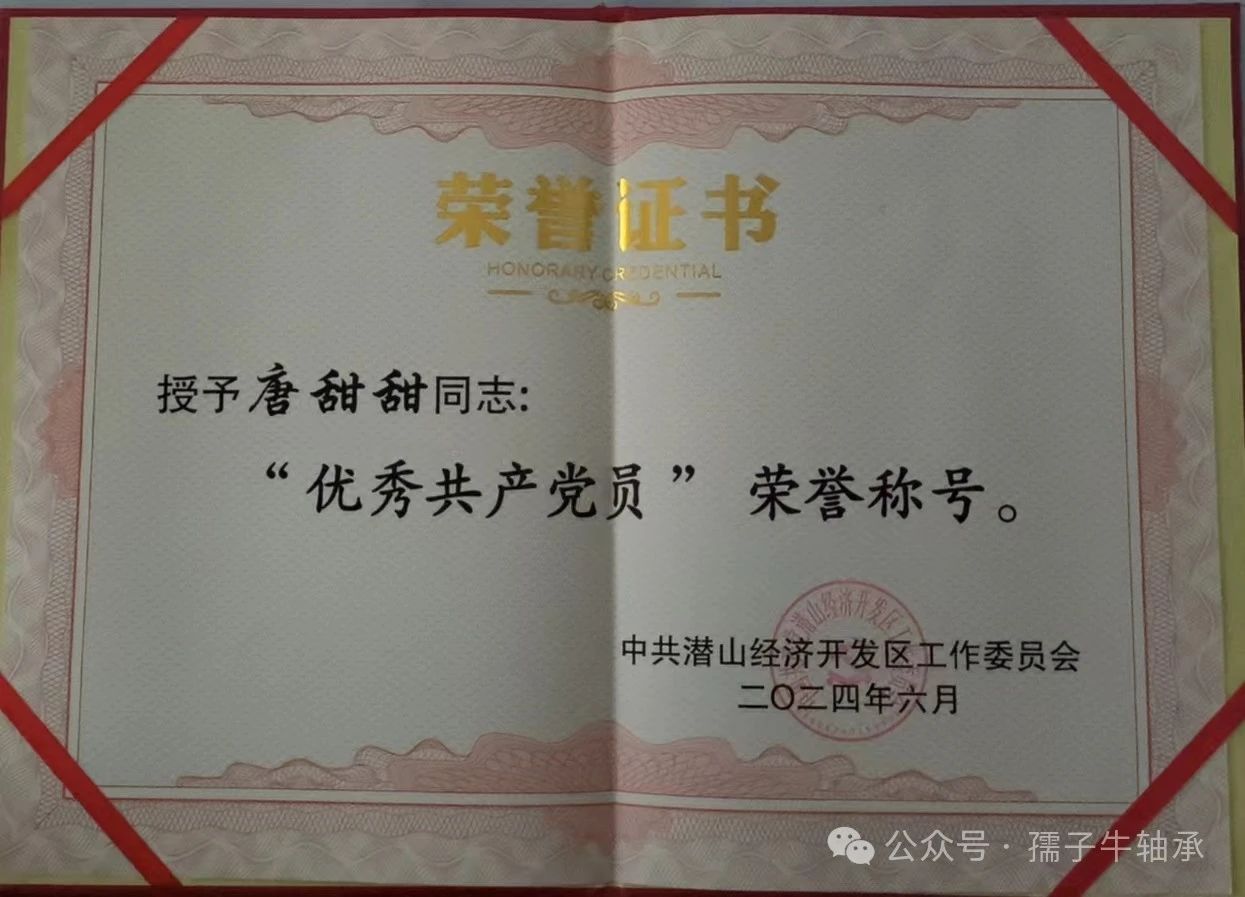 荣誉证书
HONORARY CREDENTIAL
授予唐甜甜同志:
“优秀共产党员”荣誉称号。
中共潜山经济开发区工作委员会
二〇二四年六月
公众号·孺子牛轴承